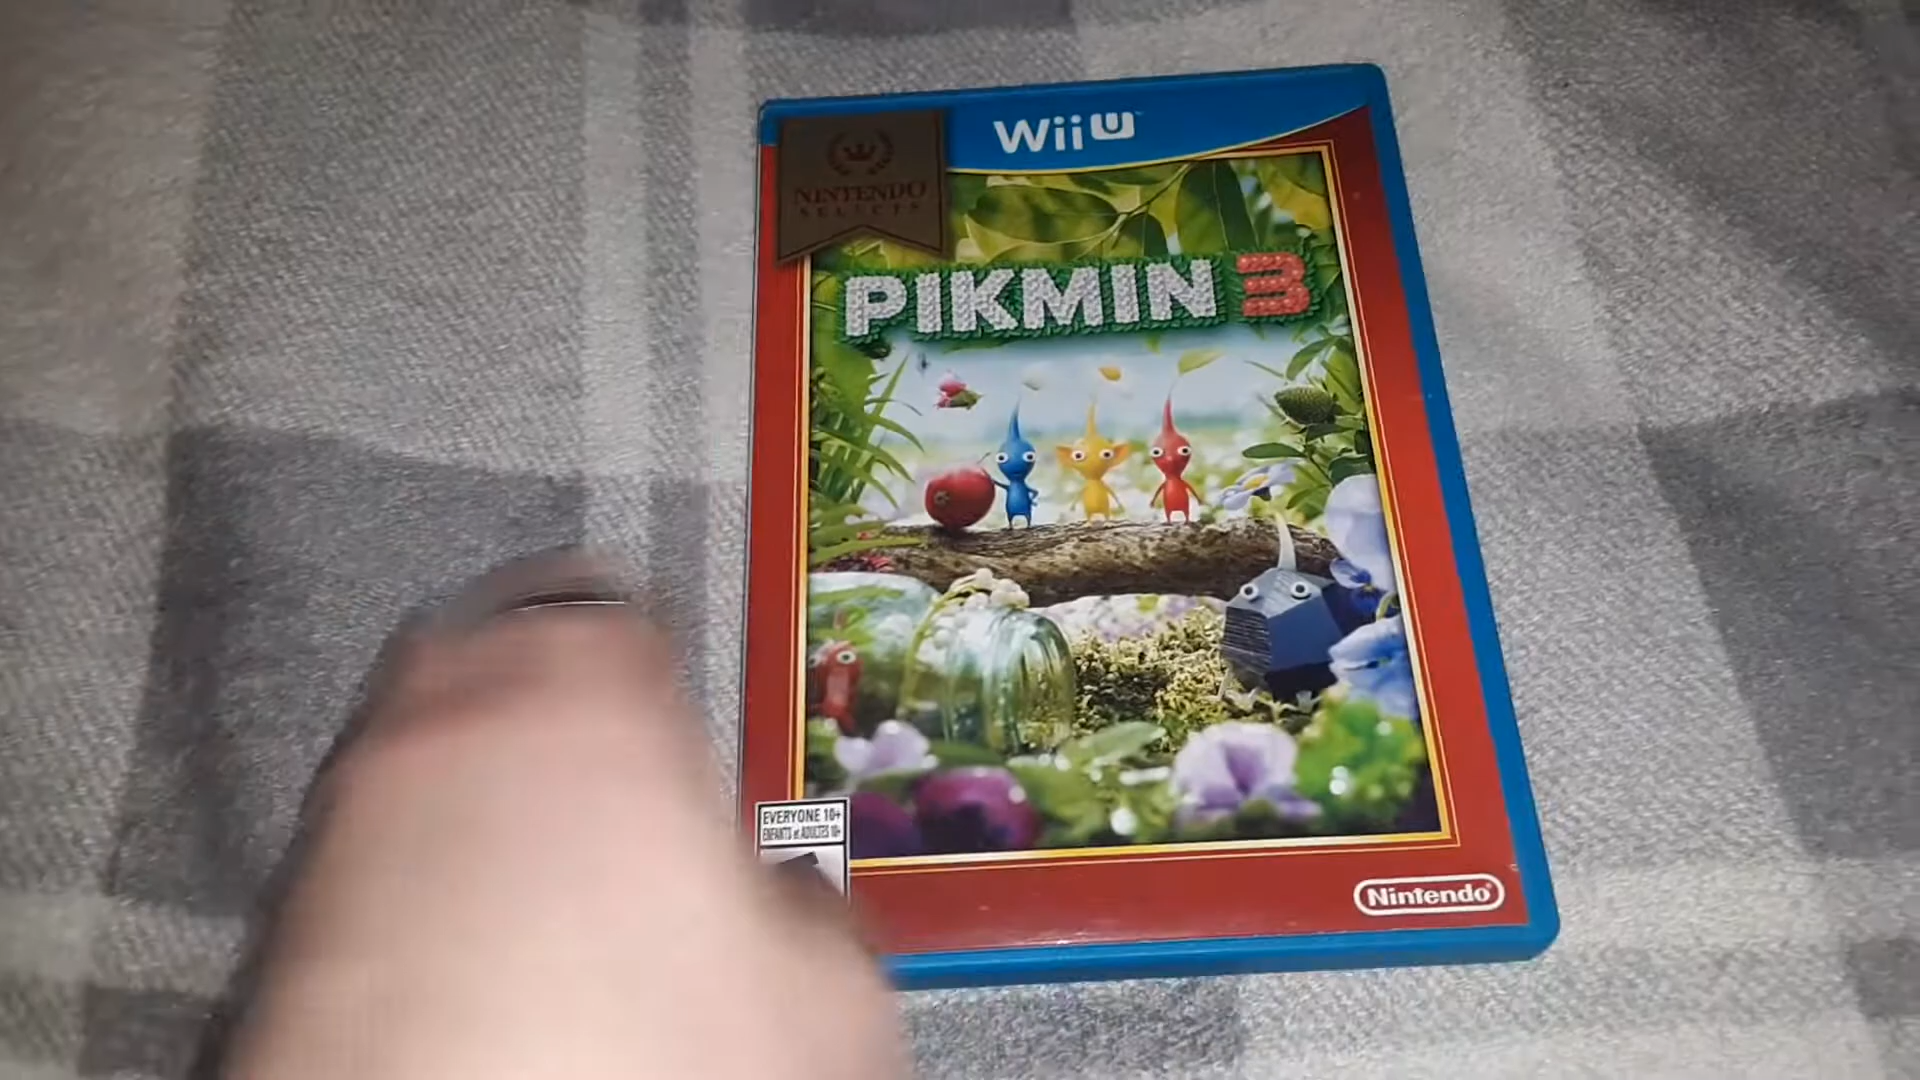 Wii U
NINTENDO
SELECTS
PIKMIN 3
EVERYONE 10+
ENFANTS et ADULTES 10+
Nintendo